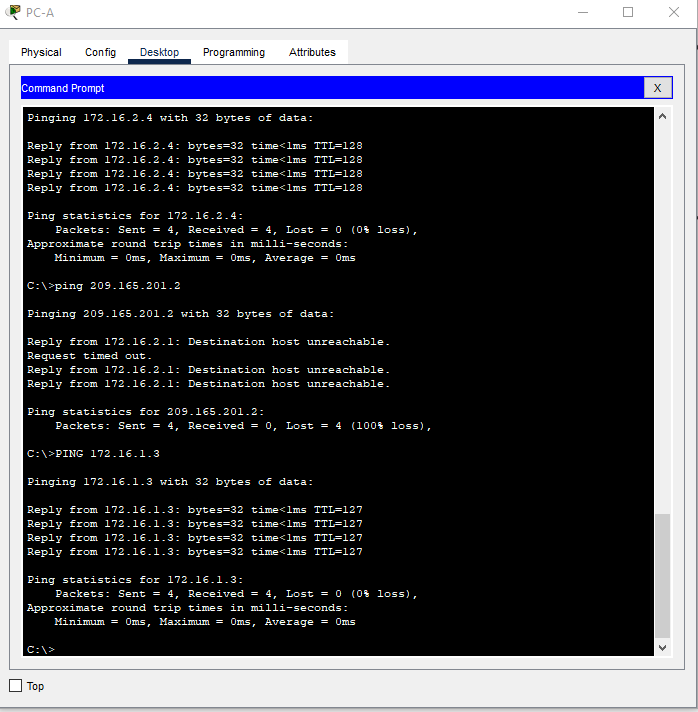 PC-A
Physical Config Desktop Programming Attributes
Command Prompt
X
Pinging 172.16.2.4 with 32 bytes of data:
Reply from 172.16.2.4: bytes=32 time<1ms TTL=128
Reply from 172.16.2.4: bytes=32 time<1ms TTL=128
Reply from 172.16.2.4: bytes=32 time<1ms TTL=128
Reply from 172.16.2.4: bytes=32 time<1ms TTL=128
Ping statistics for 172.16.2.4:
Packets: Sent = 4, Received = 4, Lost = 0 (0% loss),
Approximate round trip times in milli-seconds:
Minimum = 0ms, Maximum = 0ms, Average = 0ms
C:\>ping 209.165.201.2
Pinging 209.165.201.2 with 32 bytes of data:
Reply from 172.16.2.1: Destination host unreachable.
Request timed out.
Reply from 172.16.2.1: Destination host unreachable.
Reply from 172.16.2.1: Destination host unreachable.
Ping statistics for 209.165.201.2:
Packets: Sent = 4, Received = 0, Lost = 4 (100% loss),
C:\>PING 172.16.1.3
Pinging 172.16.1.3 with 32 bytes of data:
Reply from 172.16.1.3: bytes=32 time<1ms TTL=127
Reply from 172.16.1.3: bytes=32 time<1ms TTL=127
Reply from 172.16.1.3: bytes=32 time<1ms TTL=127
Reply from 172.16.1.3: bytes=32 time<1ms TTL=127
Ping statistics for 172.16.1.3:
Packets: Sent = 4, Received = 4, Lost = 0 (0% loss),
Approximate round trip times in milli-seconds:
Minimum = 0ms, Maximum = 0ms, Average = 0ms
C:\>
Top